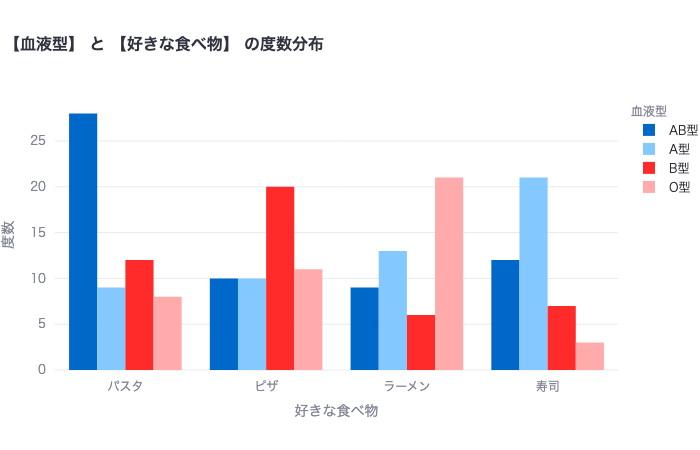 【血液型】 と 【好きな食べ物】 の度数分布
血液型
AB型
A型
B型
O型
度数
25
20
15
10
5
0
パスタ
ピザ
ラーメン
寿司
好きな食べ物